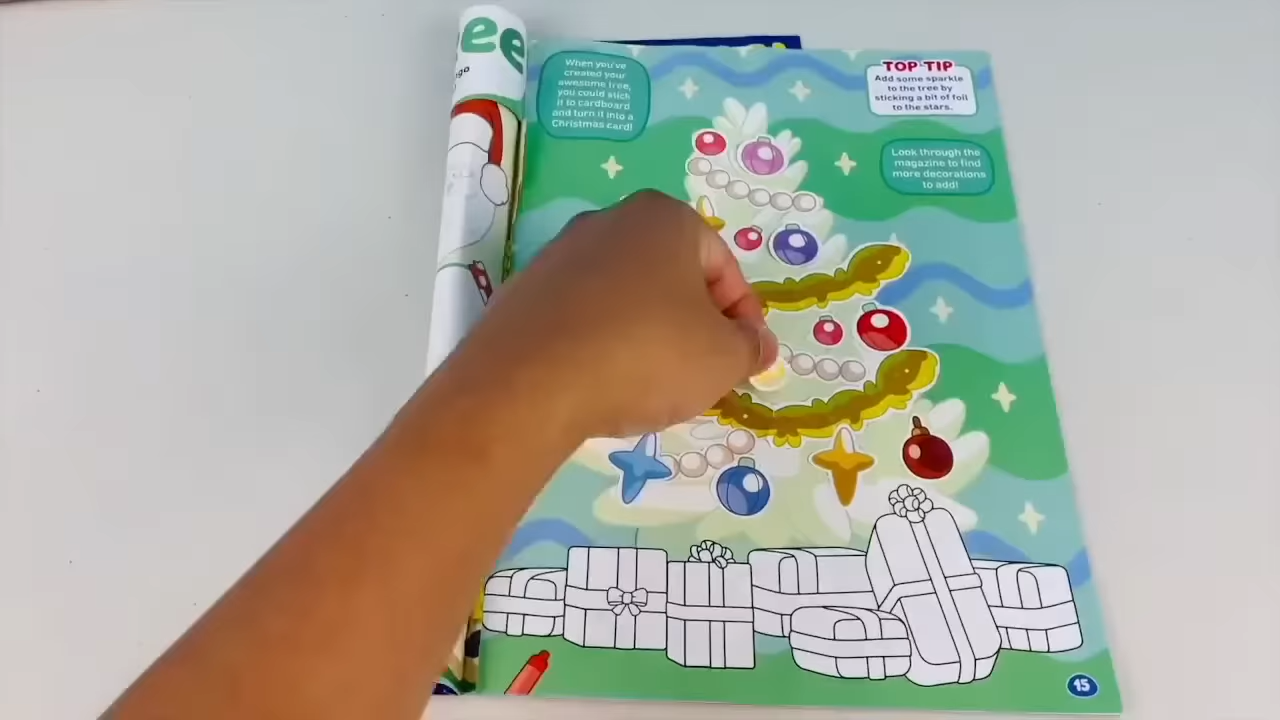 ee
When you've
created your
awesome tree,
you could stick
it to cardboard
and turn it into a
Christmas card!
TOP TIP
Add some sparkle
to the tree by
sticking a bit of foil
to the stars.
Look through the
magazine to find
more decorations
to add!
15